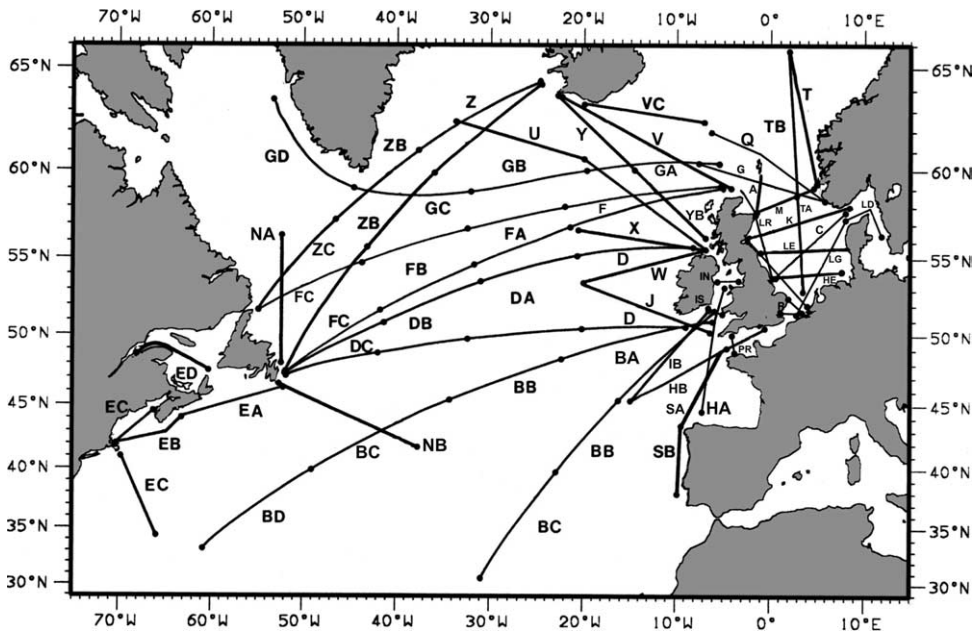 70°W 60°W 50°W 40°W 30°W 20°W 10°W 0° 10°E
65°N 65°N
Z VC T
U Y V TB
ZB Q
GD GB GA G
60°N 60°N
ZB GC A LD
F M TA
YB LR K C
NA ZC FA X
55°N LE 55°N
FB D LG
W IN HE
FC DA
J IS
FC DB D R
50°N 50°N
DC BA IB PR
ED BB HB
EC EA SA HA
45°N 45°N
EB BC NB BB SB
40°N EC 40°N
BD BC
35°N 35°N
30°N 30°N
70°W 60°W 50°W 40°W 30°W 20°W 10°W 0° 10°E